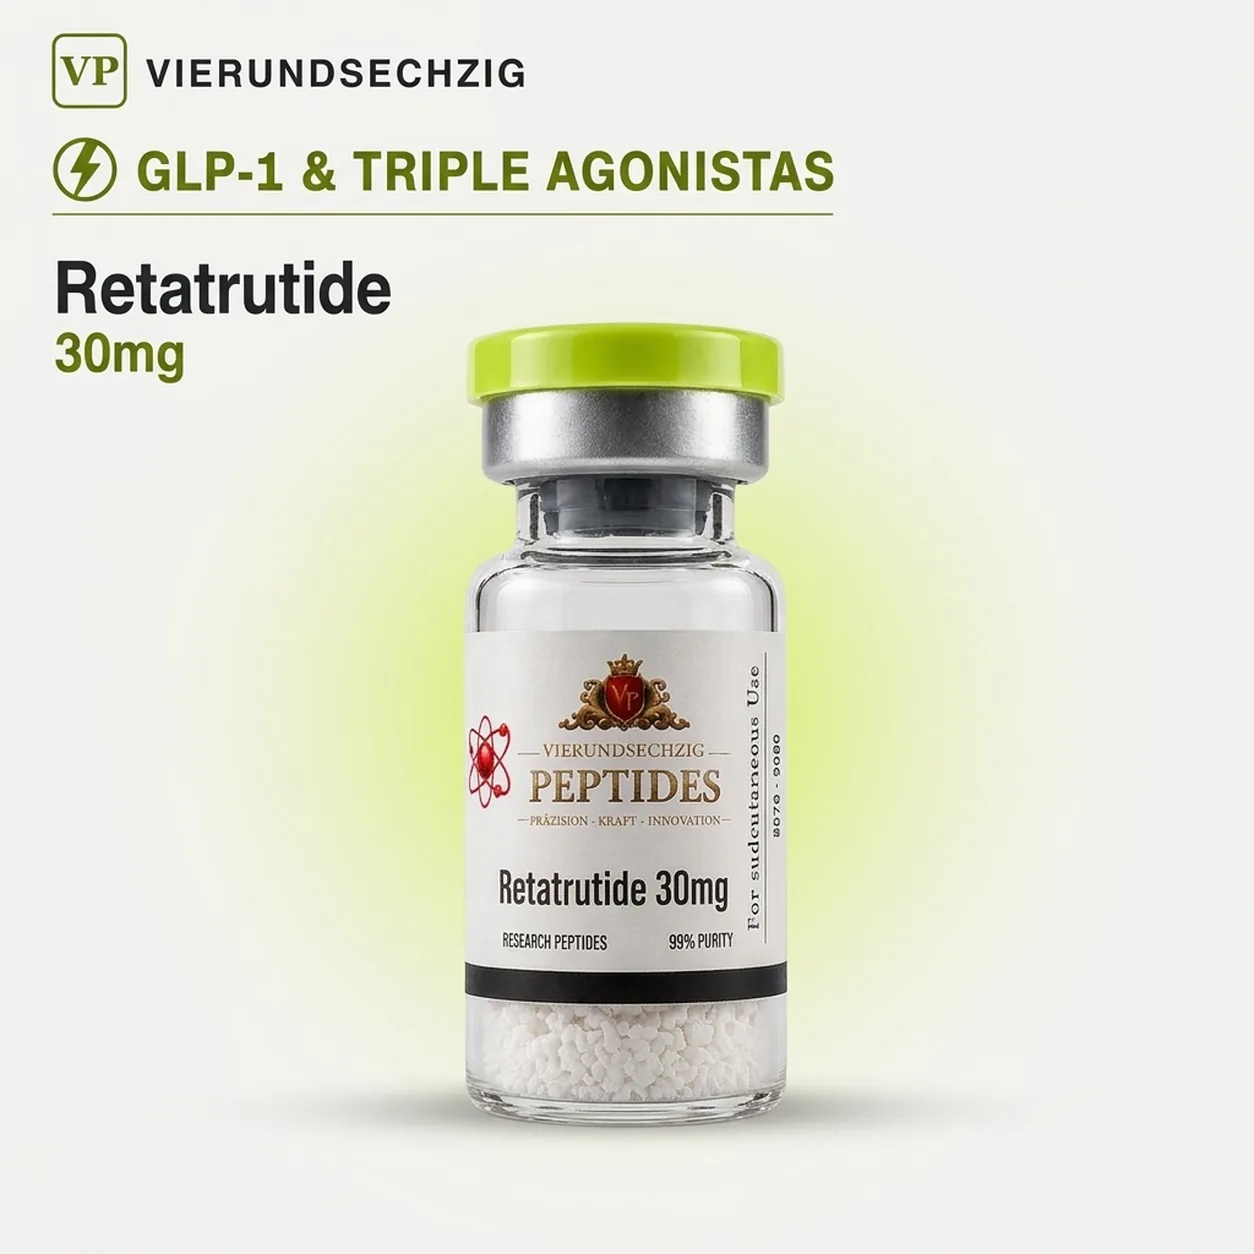 VP VIERUNDSECHZIG
GLP-1 & TRIPLE AGONISTAS
Retatrutide
30mg
VP
VIERUNDSECHZIG
PEPTIDES
PRÄZISION - KRAFT - INNOVATION
Retatrutide 30mg
RESEARCH PEPTIDES 99% PURITY
For sudcutaneous Use